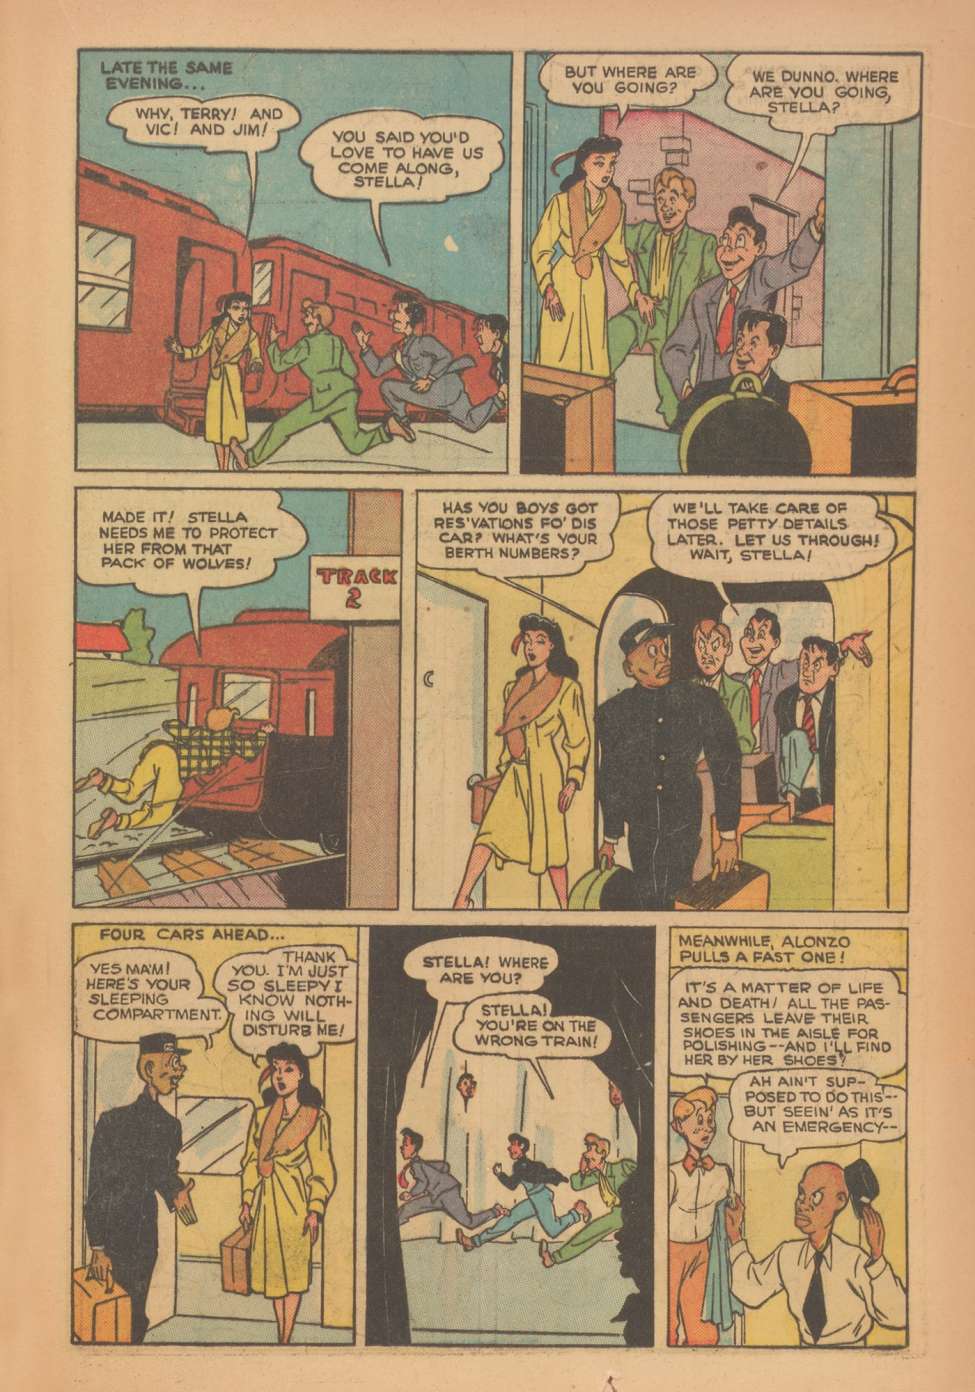 LATE THE SAME
EVENING...
WHY, TERRY! AND
VIC! AND JIM!
YOU SAID YOU'D
LOVE TO HAVE US
COME ALONG,
STELLA!
BUT WHERE ARE
YOU GOING?
WE DUNNO. WHERE
ARE YOU GOING,
STELLA?
MADE IT! STELLA
NEEDS ME TO PROTECT
HER FROM THAT
PACK OF WOLVES!
TRACK
2
HAS YOU BOYS GOT
RES'VATIONS FO' DIS
CAR? WHAT'S YOUR
BERTH NUMBERS?
WE'LL TAKE CARE OF
THOSE PETTY DETAILS
LATER. LET US THROUGH!
WAIT, STELLA!
C
FOUR CARS AHEAD...
YES MA'M!
HERE'S YOUR
SLEEPING
COMPARTMENT.
THANK
YOU. I'M JUST
SO SLEEPY I
KNOW NOTH-
ING WILL
DISTURB ME!
STELLA! WHERE
ARE YOU?
STELLA!
YOU'RE ON THE
WRONG TRAIN!
MEANWHILE, ALONZO
PULLS A FAST ONE!
IT'S A MATTER OF LIFE
AND DEATH! ALL THE PAS-
SENGERS LEAVE THEIR
SHOES IN THE AISLE FOR
POLISHING--AND I'LL FIND
HER BY HER SHOES!
AH AIN'T SUP-
POSED TO DO THIS--
BUT SEEIN' AS IT'S
AN EMERGENCY--